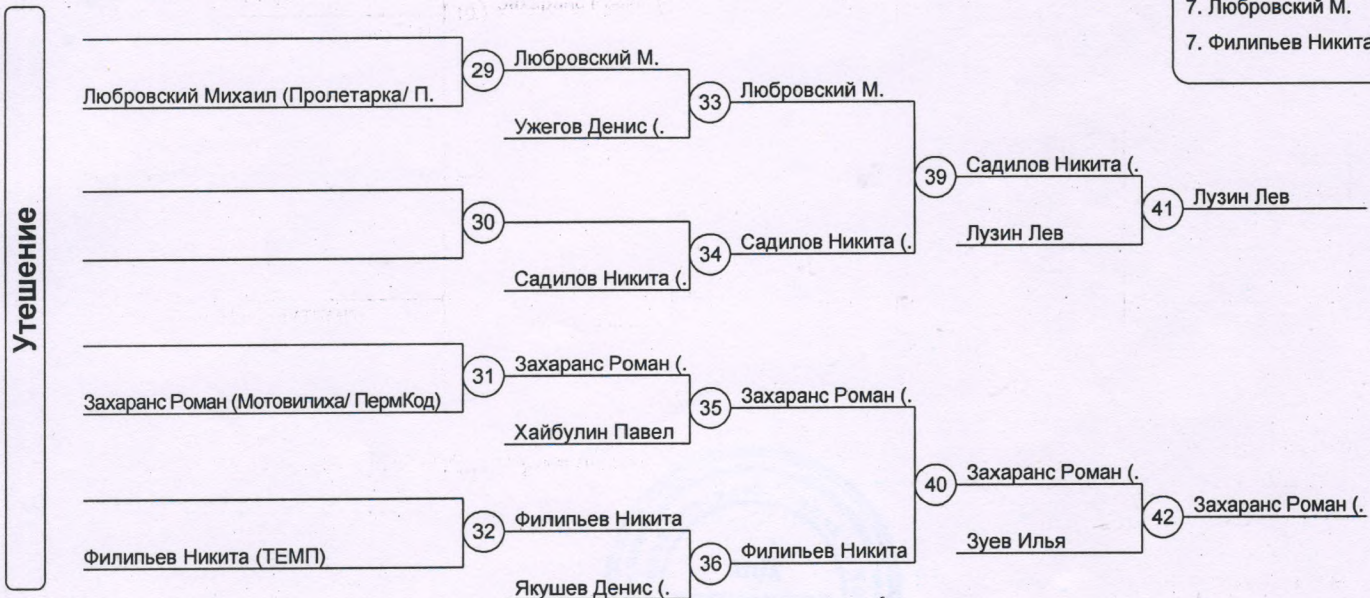 7. Любровский М.
7. Филипьев Никита
Утешение
29
Любровский М.
Любровский Михаил (Пролетарка/ П.
33
Любровский М.
Ужегов Денис (.
39
Садилов Никита (.
41
Лузин Лев
30
Лузин Лев
34
Садилов Никита (.
Садилов Никита (.
31
Захаранс Роман (.
Захаранс Роман (Мотовилиха/ ПермКод)
35
Захаранс Роман (.
Хайбулин Павел
40
Захаранс Роман (.
42
Захаранс Роман (.
32
Филипьев Никита
Зуев Илья
Филипьев Никита (ТЕМП)
36
Филипьев Никита
Якушев Денис (.